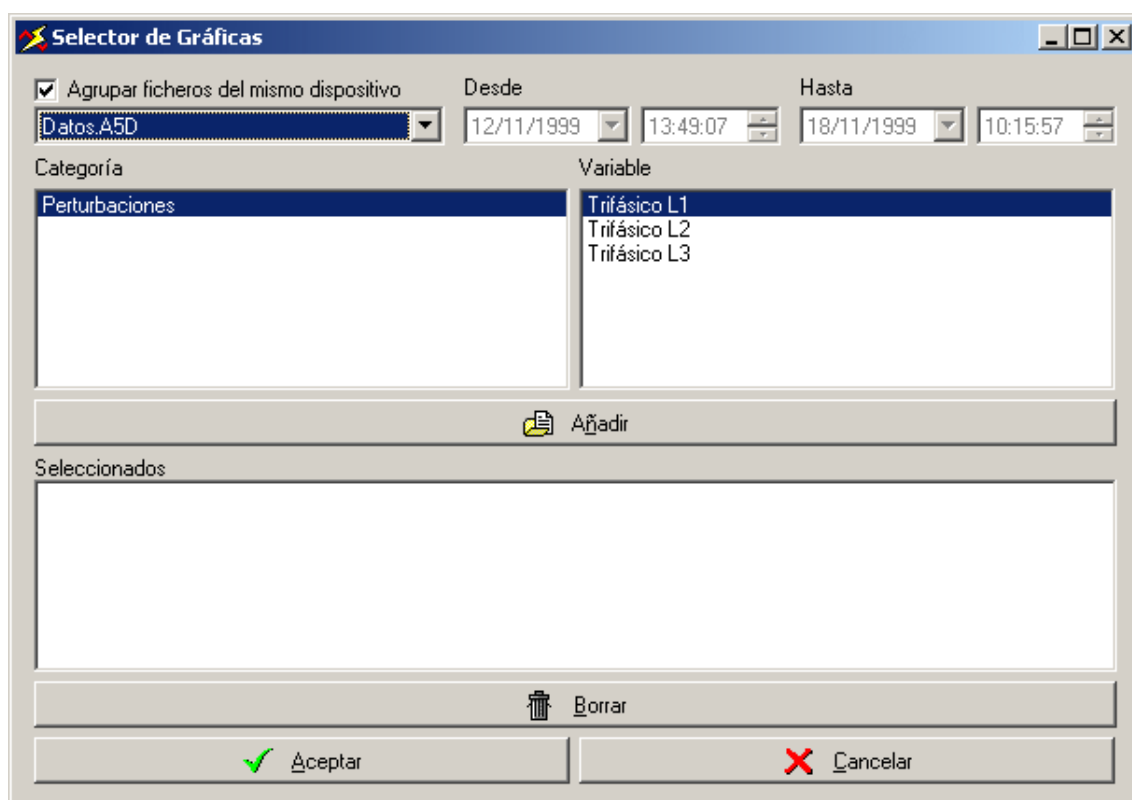 Selector de Gráficas
Agrupar ficheros del mismo dispositivo
Desde
Hasta
Datos.A5D
12/11/1999
13:49:07
18/11/1999
10:15:57
Categoría
Variable
Perturbaciones
Trifásico L1
Trifásico L2
Trifásico L3
Añadir
Seleccionados
Borrar
Aceptar
Cancelar